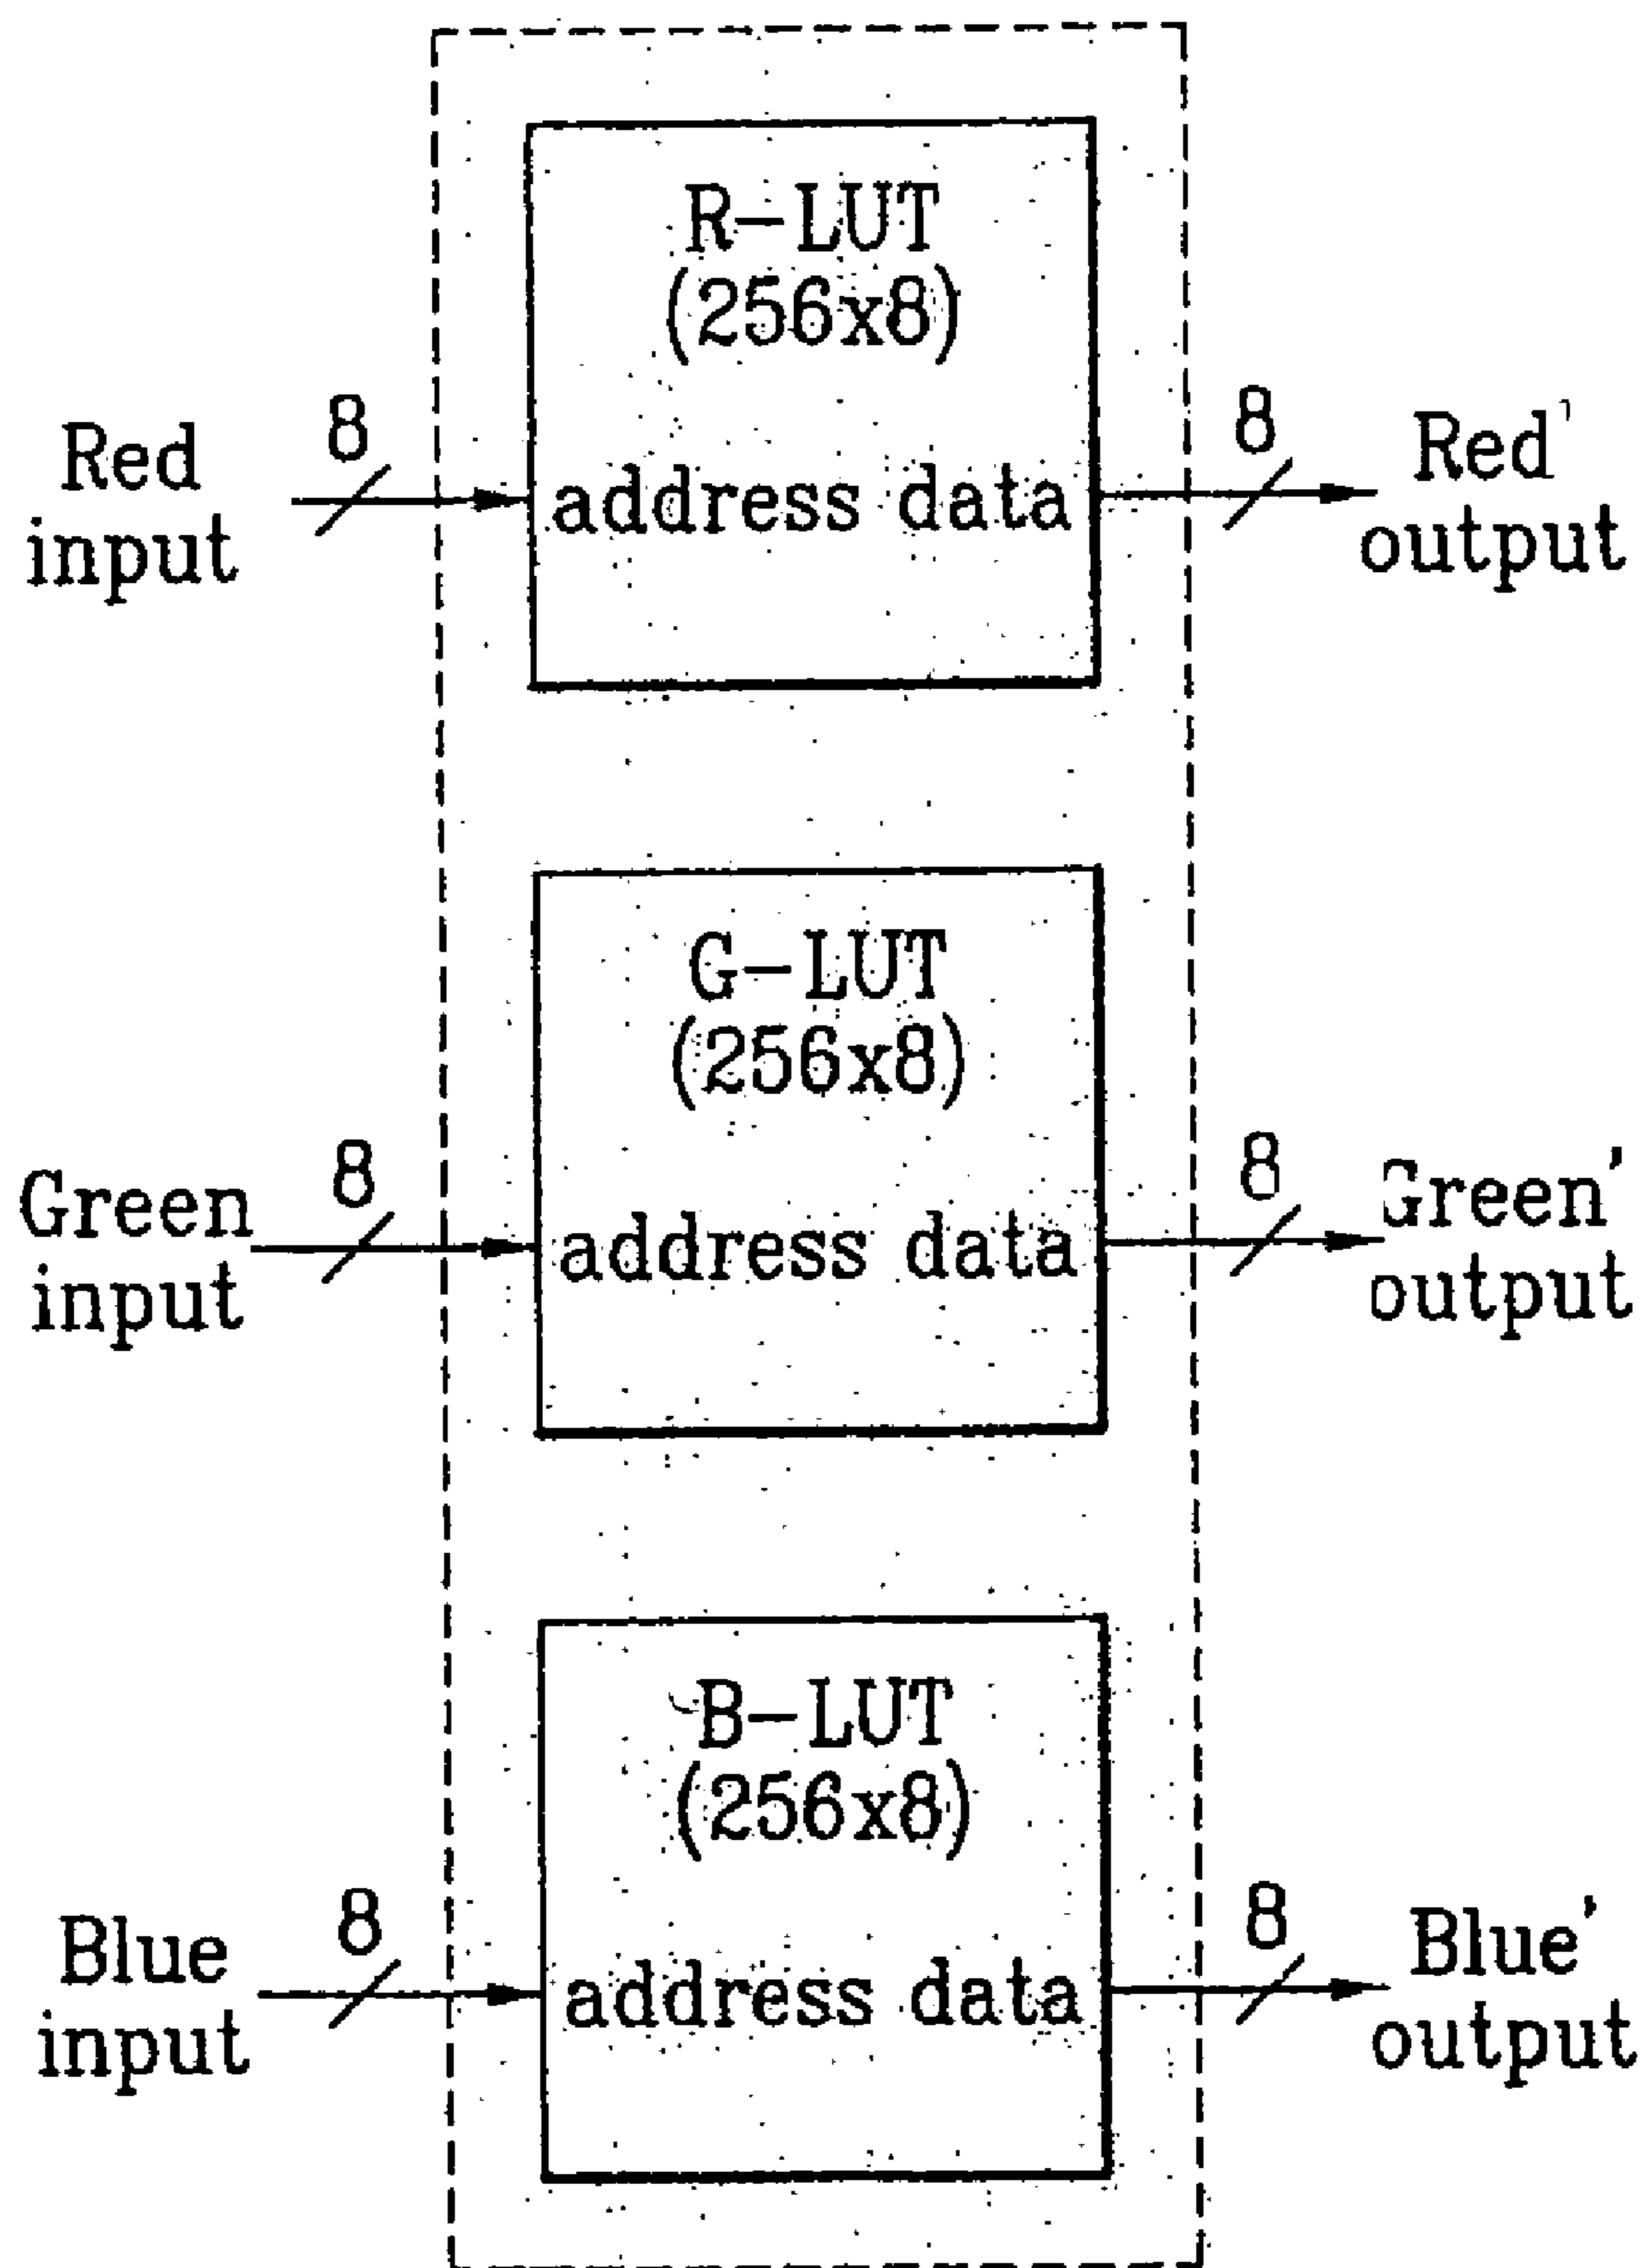 R-LUT
(256x8)
8
8
Red
input
address data
Red'
output
G-LUT
(256x8)
8
8
Green
input
address data
Green'
output
B-LUT
(256x8)
8
8
Blue
input
address data
Blue'
output